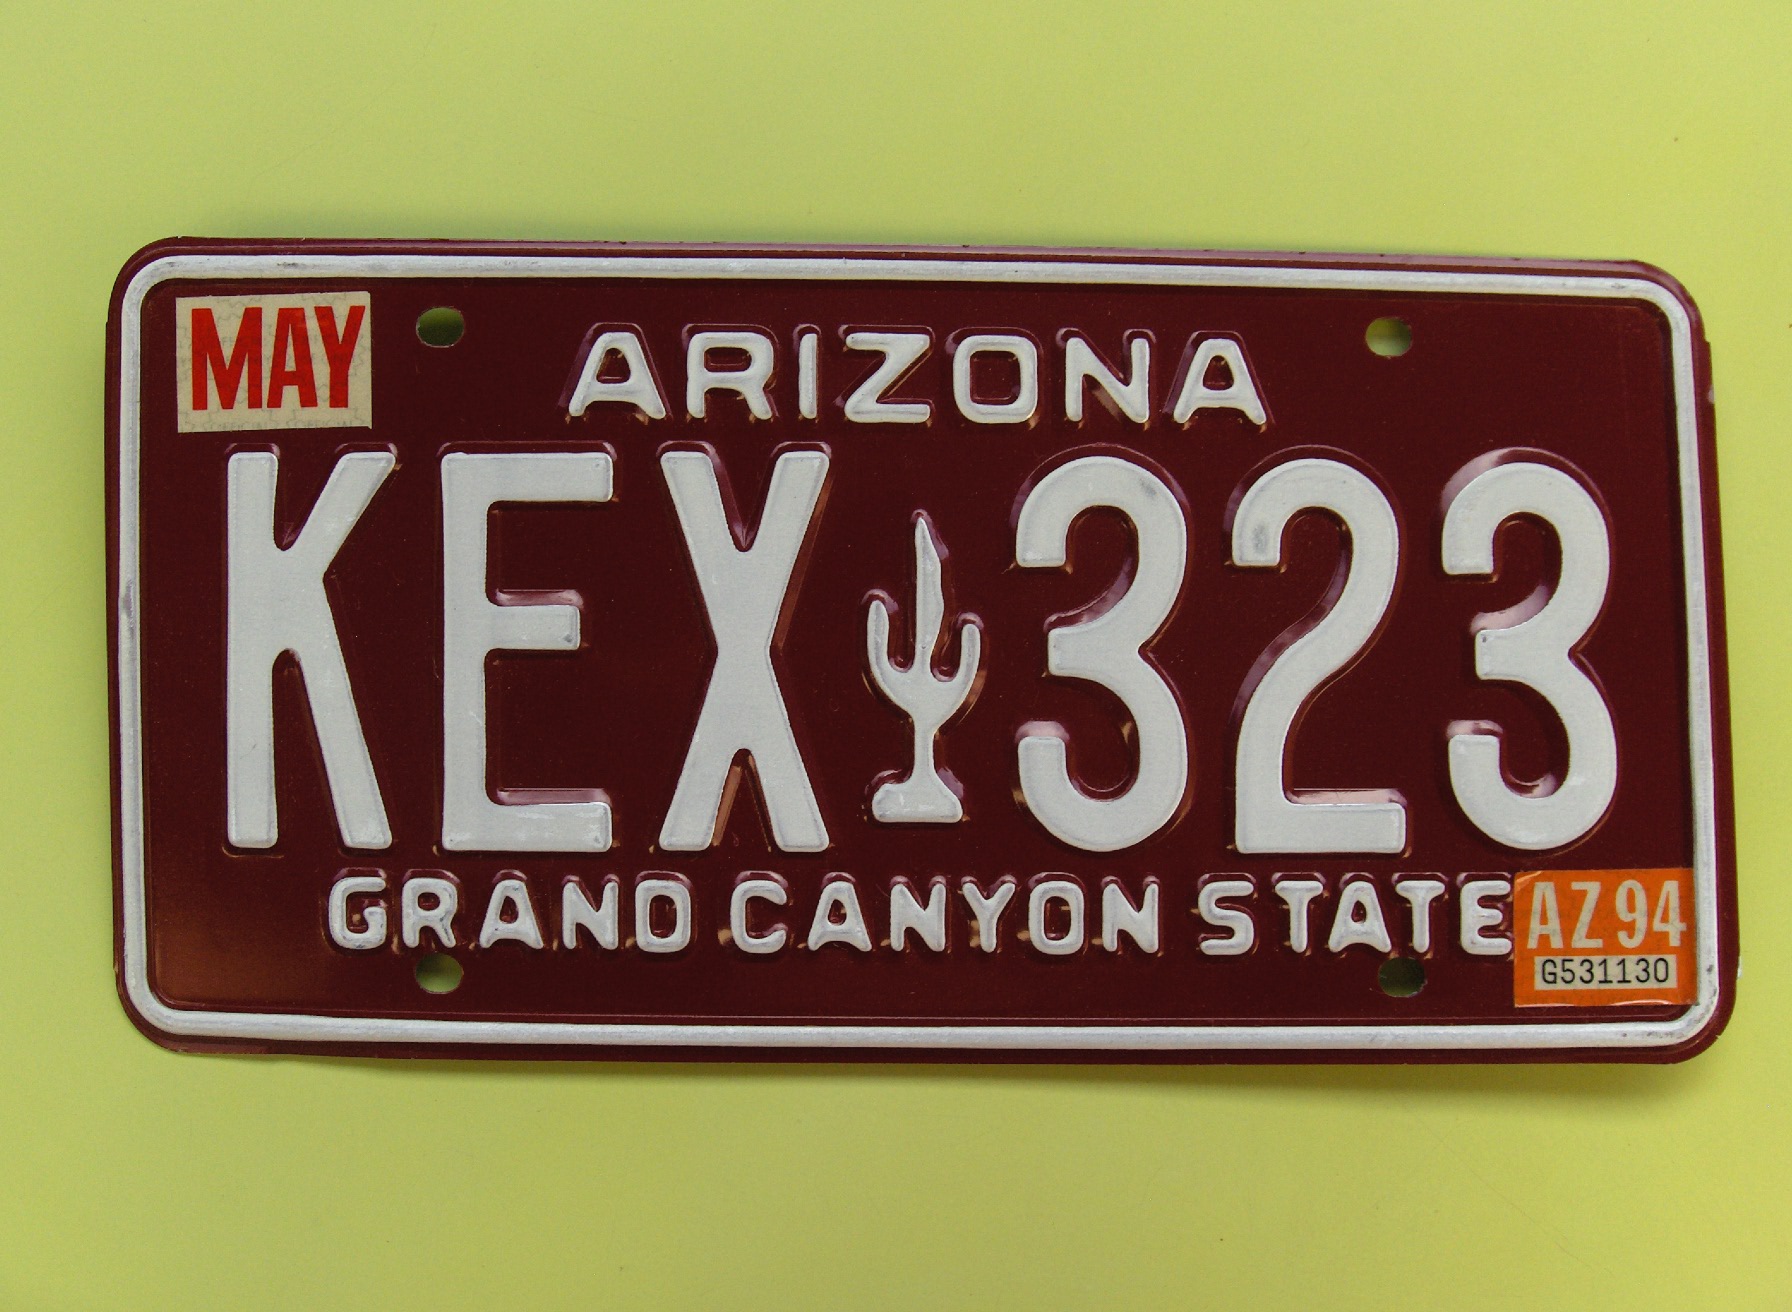 MAY
ARIZONA
KEX 323
GRAND CANYON STATE
AZ 94
G531130